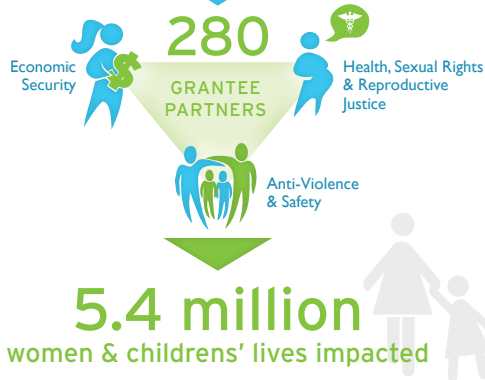 280
GRANTEE
PARTNERS
Economic
Security
$
Health, Sexual Rights
& Reproductive
Justice
Anti-Violence
& Safety
5.4 million
women & childrens' lives impacted